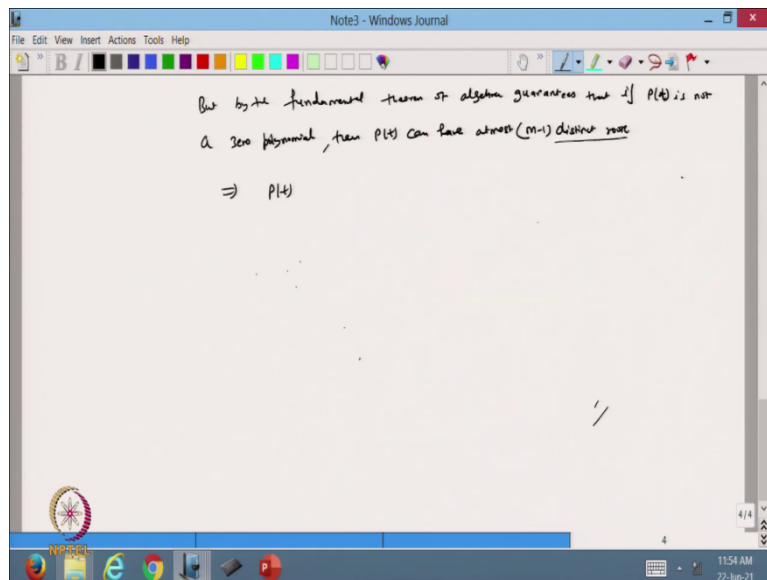 Note3 - Windows Journal
File Edit View Insert Actions Tools Help
B I
But by the fundamental theorem of algebra guarantees that if P(t) is not
a zero polynomial, then P(t) can have atmost (m-1) distinct root
⇒ P(t)
4/4
4
NPTEL
11:54 AM
22-Jun-21